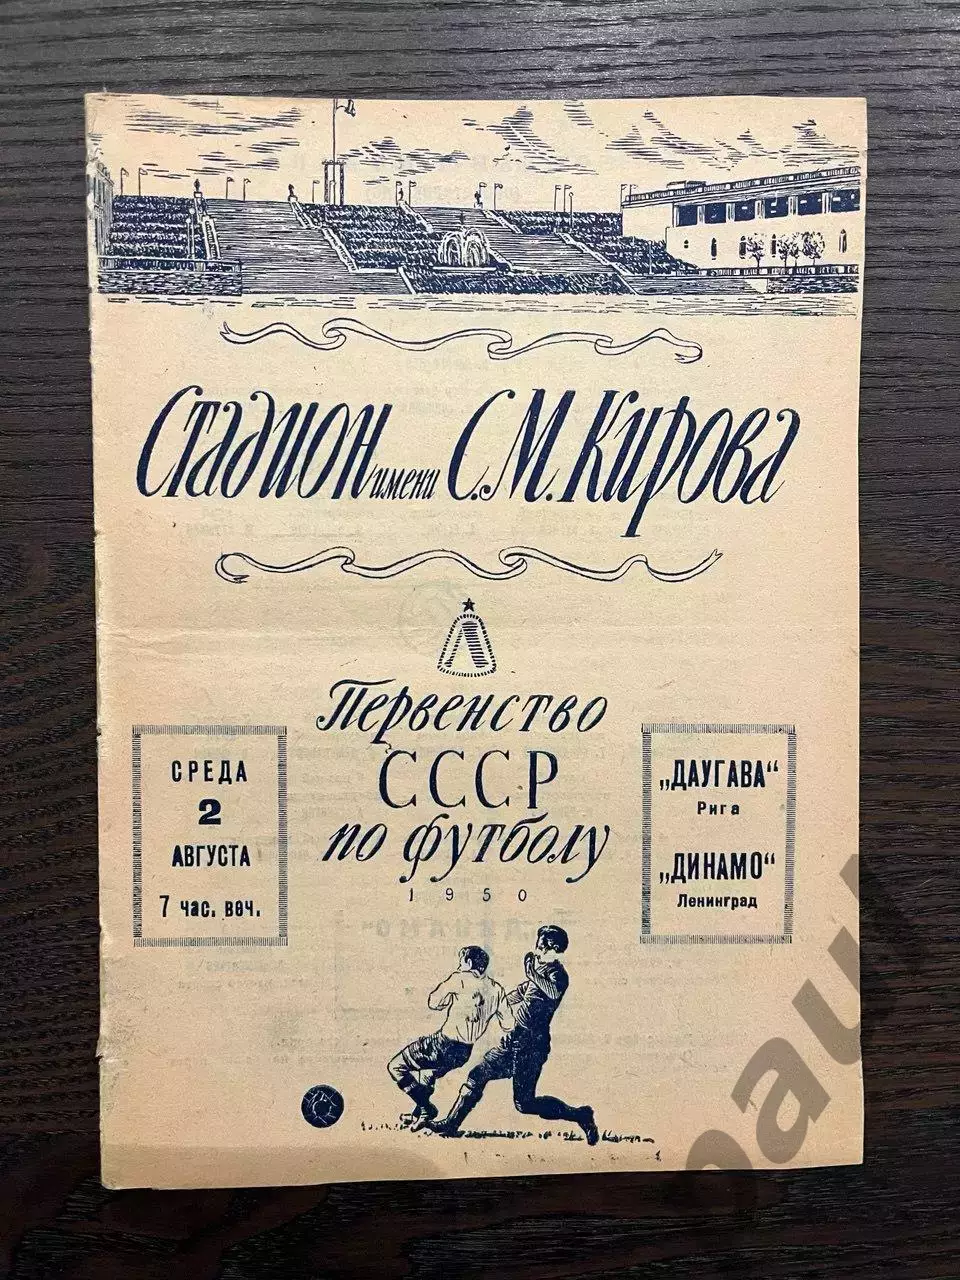 Стадион имени С.М.Кирова
Л
Первенство
СССР
по футболу
1950
СРЕДА
2
АВГУСТА
7 час. веч.
„ДАУГАВА“
Рига
„ДИНАМО“
Ленинград